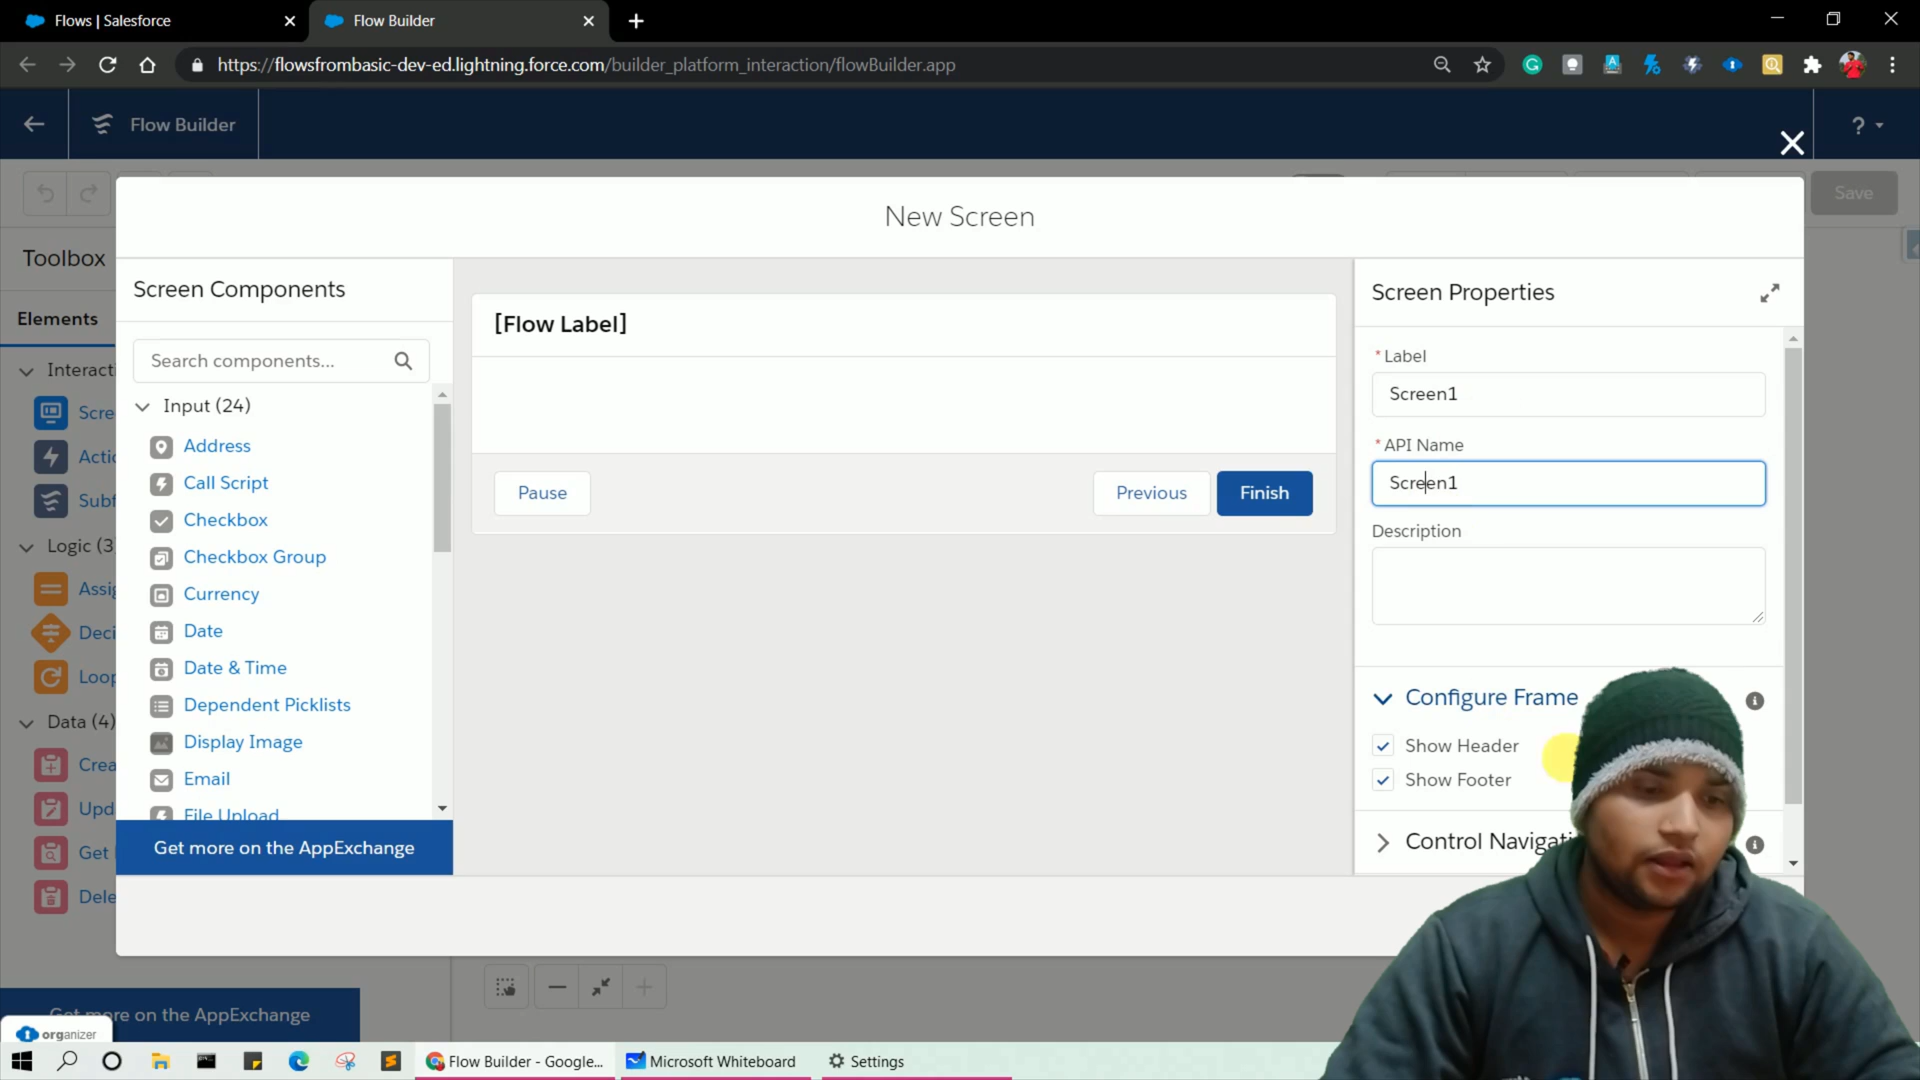 Flows | Salesforce
Flow Builder
https://flowsfrombasic-dev-ed.lightning.force.com/builder_platform_interaction/flowBuilder.app
Flow Builder
?
Save
New Screen
Toolbox
Elements
Interacti
Scre
Actic
Subf
Logic (3
Assig
Deci
Loop
Data (4)
Crea
Upd
Get
Dele
Get more on the AppExchange
organizer
Screen Components
Search components...
Input (24)
Address
Call Script
Checkbox
Checkbox Group
Currency
Date
Date & Time
Dependent Picklists
Display Image
Email
File Upload
Get more on the AppExchange
[Flow Label]
Pause
Previous
Finish
Screen Properties
* Label
Screen1
* API Name
Screen1
Description
Configure Frame
Show Header
Show Footer
Control Navigati
Flow Builder - Google...
Microsoft Whiteboard
Settings